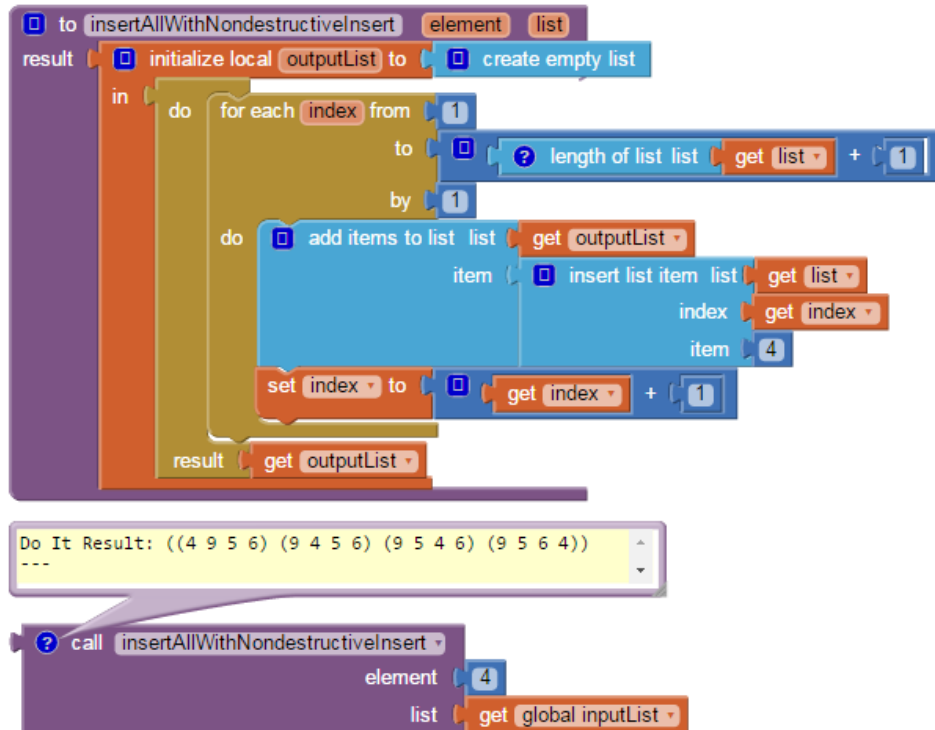 to insertAllWithNondestructiveInsert element list
result initialize local outputList to create empty list
in do for each index from 1
to ? length of list list get list + 1
by 1
do add items to list list get outputList
item insert list item list get list
index get index
item 4
set index to get index + 1
result get outputList
Do It Result: ((4 9 5 6) (9 4 5 6) (9 5 4 6) (9 5 6 4))
---
? call insertAllWithNondestructiveInsert
element 4
list get global inputList